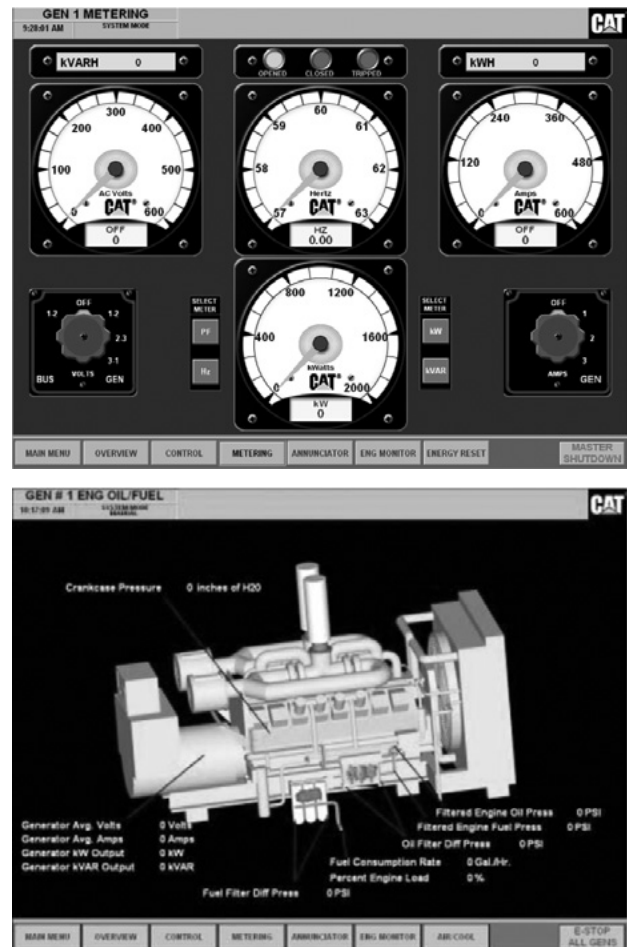 GEN 1 METERING
9:28:01 AM SYSTEM MODE
CAT
kVARH 0
OPENED CLOSED TRIPPED
kWH 0
0 100 200 300 400 500 600
AC Volts
CAT®
OFF
0
57 58 59 60 61 62 63
Hertz
CAT®
HZ
0.00
0 120 240 360 480 600
Amps
CAT®
OFF
0
OFF
1-2 1-2
2-3
3-1
VOLTS
BUS GEN
SELECT
METER
PF
Hz
0 400 800 1200 1600 2000
kWatts
CAT®
kW
0
SELECT
METER
kW
kVAR
OFF
1
2
3
AMPS
GEN
MAIN MENU OVERVIEW CONTROL METERING ANNUNCIATOR ENG MONITOR ENERGY RESET MASTER SHUTDOWN
GEN # 1 ENG OIL/FUEL
10:17:09 AM SYSTEM MODE
MANUAL
CAT
Crankcase Pressure 0 inches of H20
Generator Avg. Volts 0 Volts
Generator Avg. Amps 0 Amps
Generator kW Output 0 kW
Generator kVAR Output 0 kVAR
Filtered Engine Oil Press 0 PSI
Filtered Engine Fuel Press 0 PSI
Oil Filter Diff Press 0 PSI
Fuel Consumption Rate 0 Gal./Hr.
Percent Engine Load 0 %
Fuel Filter Diff Press 0 PSI
MAIN MENU OVERVIEW CONTROL METERING ANNUNCIATOR ENG MONITOR AIR/COOL E-STOP ALL GENS